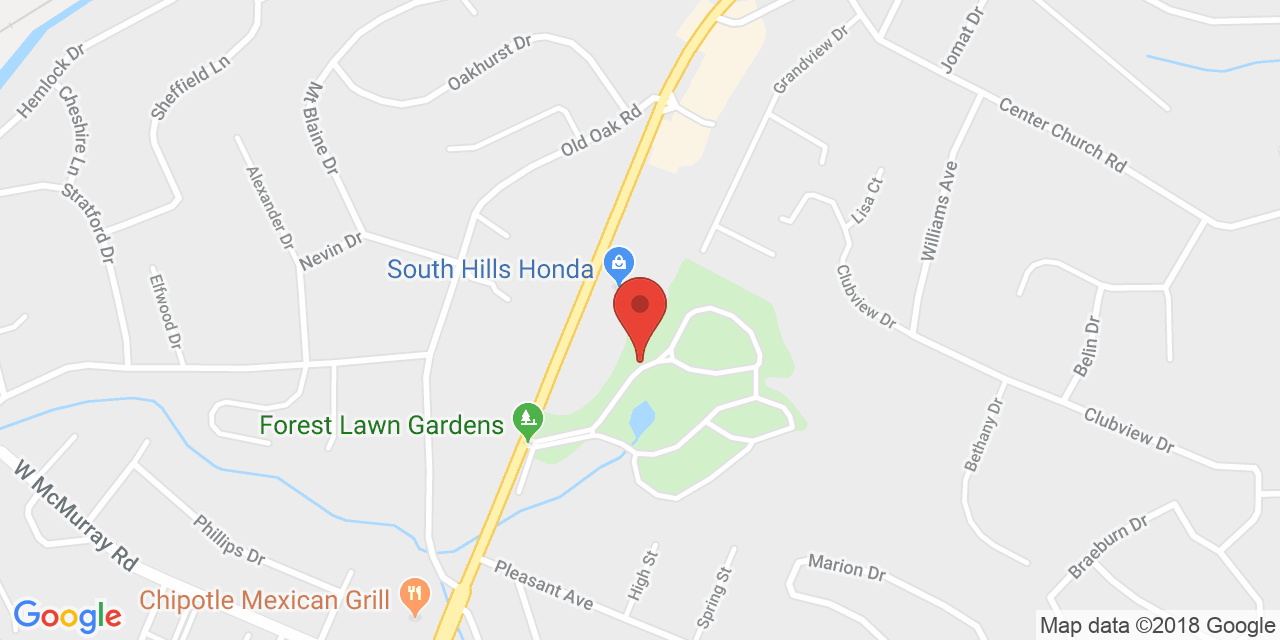 Hemlock Dr
Cheshire Ln
Sheffield Ln
Mt Blaine Dr
Oakhurst Dr
Old Oak Rd
Grandview Dr
Jomat Dr
Center Church Rd
Stratford Dr
Alexander Dr
Nevin Dr
Elfwood Dr
Lisa Ct
Williams Ave
South Hills Honda
Clubview Dr
Belin Dr
Forest Lawn Gardens
Bethany Dr
Clubview Dr
W McMurray Rd
Phillips Dr
Braeburn Dr
Pleasant Ave
High St
Spring St
Marion Dr
Chipotle Mexican Grill
Google
Map data ©2018 Google